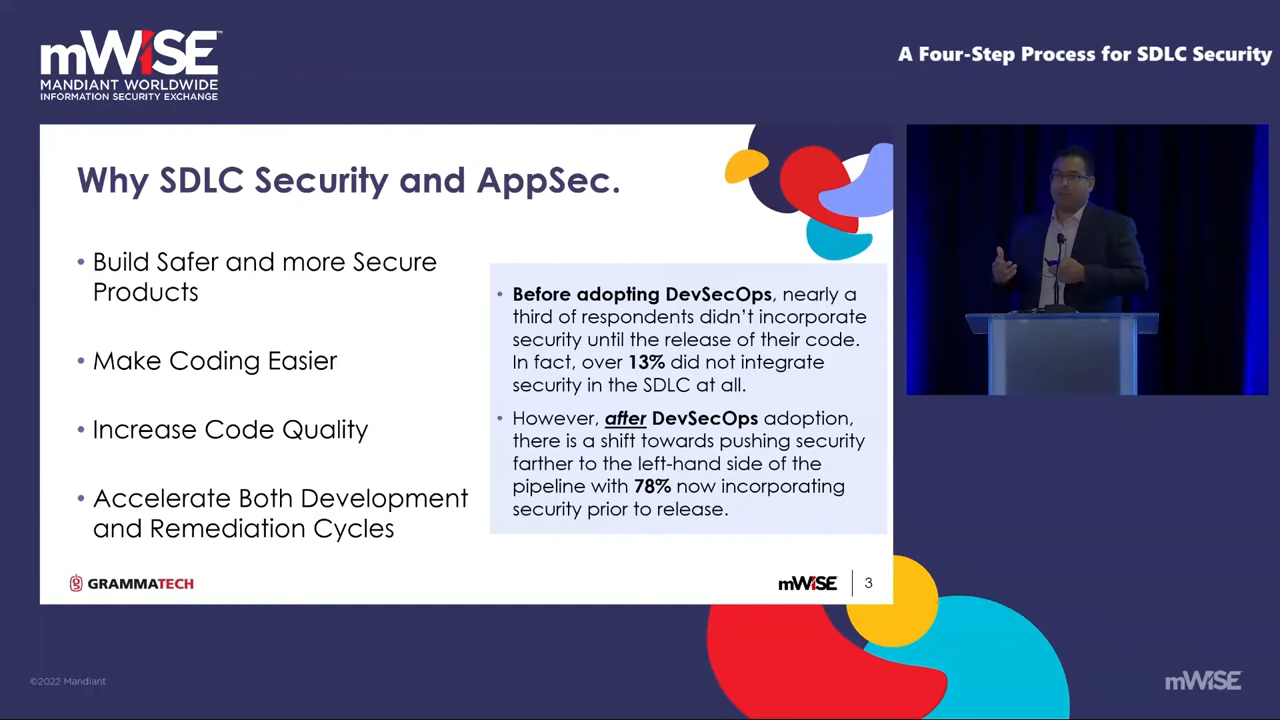 mWISE
MANDIANT WORLDWIDE
INFORMATION SECURITY EXCHANGE
A Four-Step Process for SDLC Security
Why SDLC Security and AppSec.
• Build Safer and more Secure
Products
• Make Coding Easier
• Increase Code Quality
• Accelerate Both Development
and Remediation Cycles
• Before adopting DevSecOps, nearly a
third of respondents didn’t incorporate
security until the release of their code.
In fact, over 13% did not integrate
security in the SDLC at all.
• However, after DevSecOps adoption,
there is a shift towards pushing security
farther to the left-hand side of the
pipeline with 78% now incorporating
security prior to release.
GRAMMATECH
mWISE
3
©2022 Mandiant
mWISE